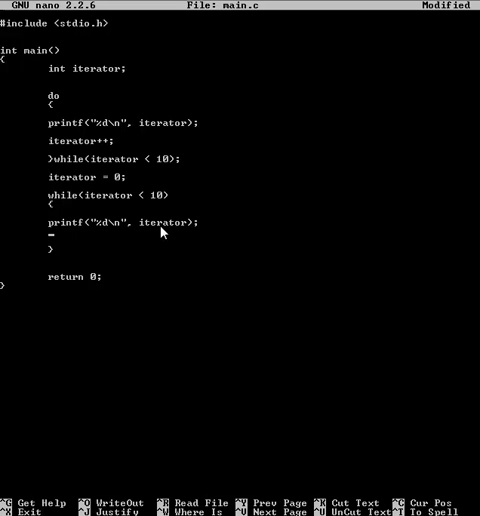 GNU nano 2.2.6 File: main.c Modified
#include <stdio.h>
int main()
{
int iterator;
do
{
printf("%d\n", iterator);
iterator++;
}while(iterator < 10);
iterator = 0;
while(iterator < 10)
{
printf("%d\n", iterator);
}
return 0;
}
^G Get Help ^O WriteOut ^R Read File ^Y Prev Page ^K Cut Text ^C Cur Pos
^X Exit ^J Justify ^W Where Is ^V Next Page ^U UnCut Text ^T To Spell